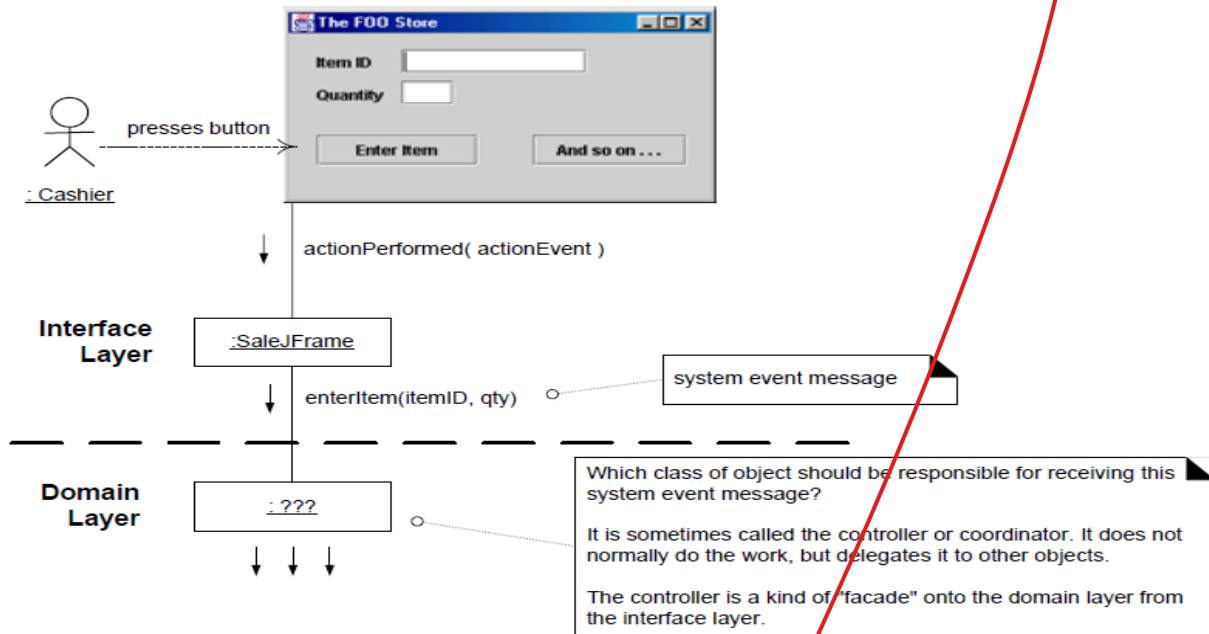 The FOO Store
Item ID
Quantity
presses button
Enter Item
And so on . . .
: Cashier
actionPerformed( actionEvent )
Interface
Layer
:SaleJFrame
system event message
enterItem(itemID, qty)
Domain
Layer
: ???
Which class of object should be responsible for receiving this
system event message?
It is sometimes called the controller or coordinator. It does not
normally do the work, but delegates it to other objects.
The controller is a kind of "facade" onto the domain layer from
the interface layer.